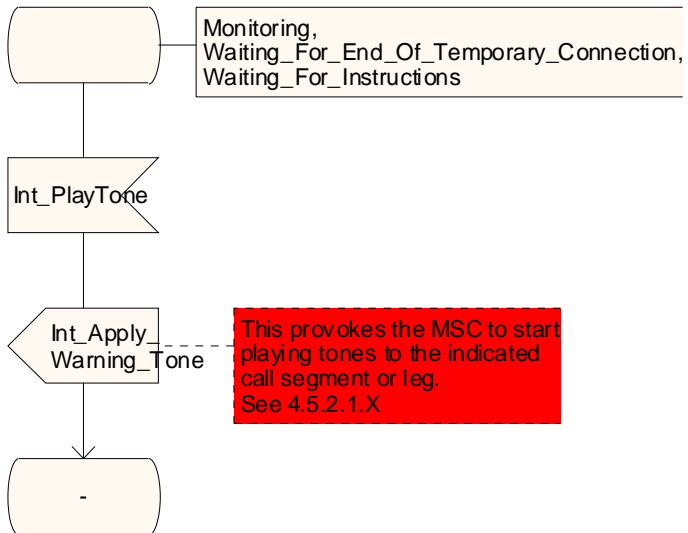 Monitoring,
Waiting_For_End_Of_Temporary_Connection,
Waiting_For_Instructions
Int_PlayTone
Int_Apply_
Warning_Tone
This provokes the MSC to start
playing tones to the indicated
call segment or leg.
See 4.5.2.1.X
-